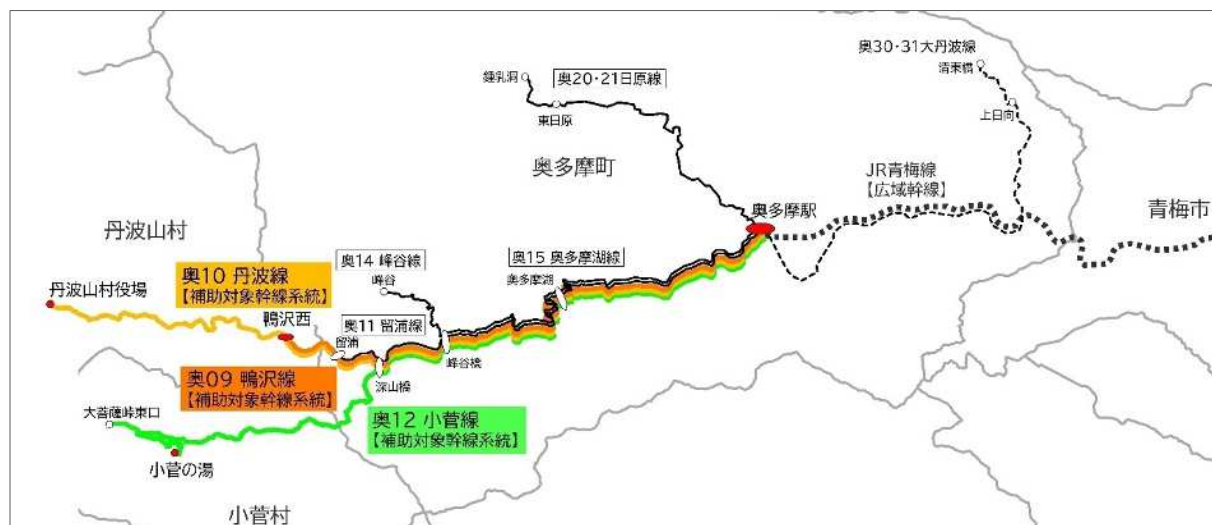 奥30・31大丹波線
清東橋
鍾乳洞
奥20・21日原線
上日向
東日原
奥多摩町
JR青梅線
【広域幹線】
奥多摩駅
青梅市
丹波山村
奥10 丹波線
【補助対象幹線系統】
奥14 峰谷線
峰谷
奥15 奥多摩湖線
奥多摩湖
丹波山村役場
鴨沢西
奥11 留浦線
留浦
峰谷橋
奥09 鴨沢線
【補助対象幹線系統】
深山橋
大菩薩峠東口
奥12 小菅線
【補助対象幹線系統】
小菅の湯
小菅村